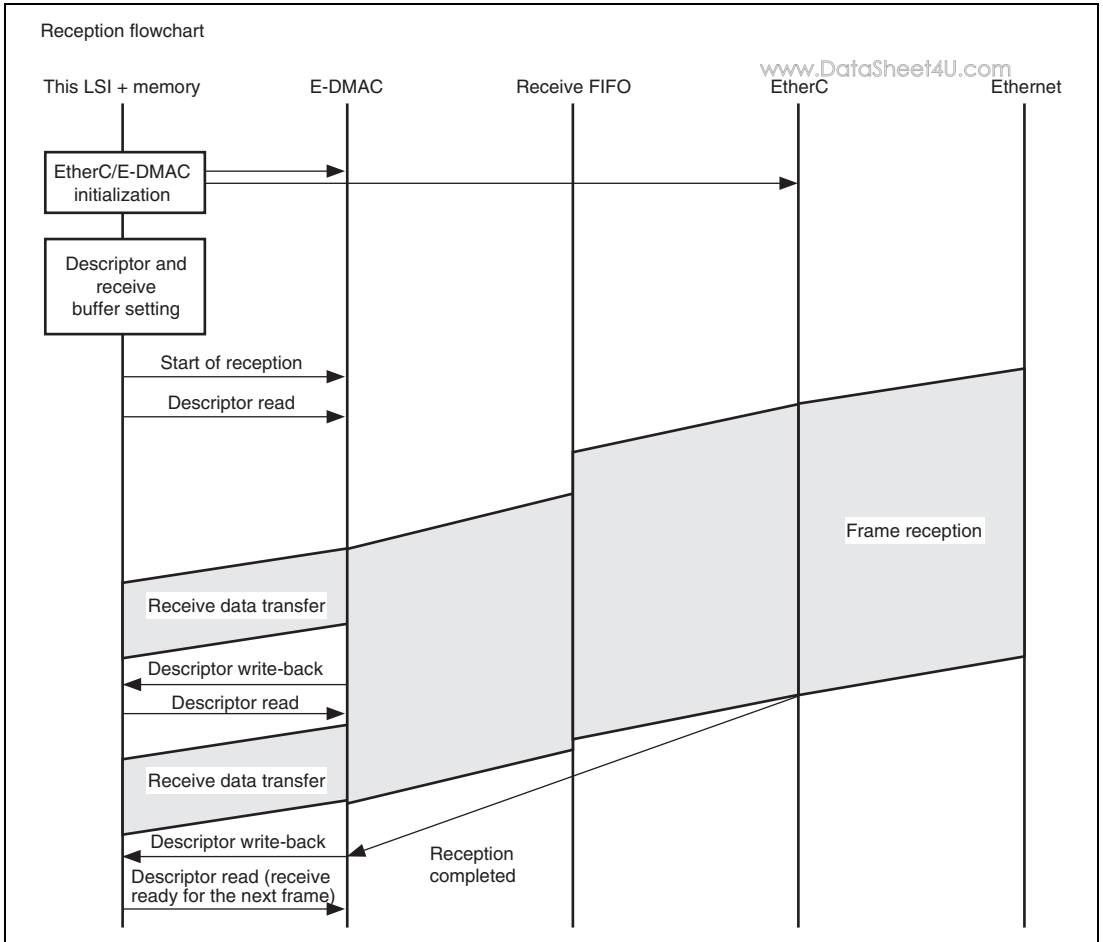 Reception flowchart
www.DataSheet4U.com
This LSI + memory
E-DMAC
Receive FIFO
EtherC
Ethernet
EtherC/E-DMAC
initialization
Descriptor and
receive
buffer setting
Start of reception
Descriptor read
Frame reception
Receive data transfer
Descriptor write-back
Descriptor read
Receive data transfer
Descriptor write-back
Reception
completed
Descriptor read (receive
ready for the next frame)